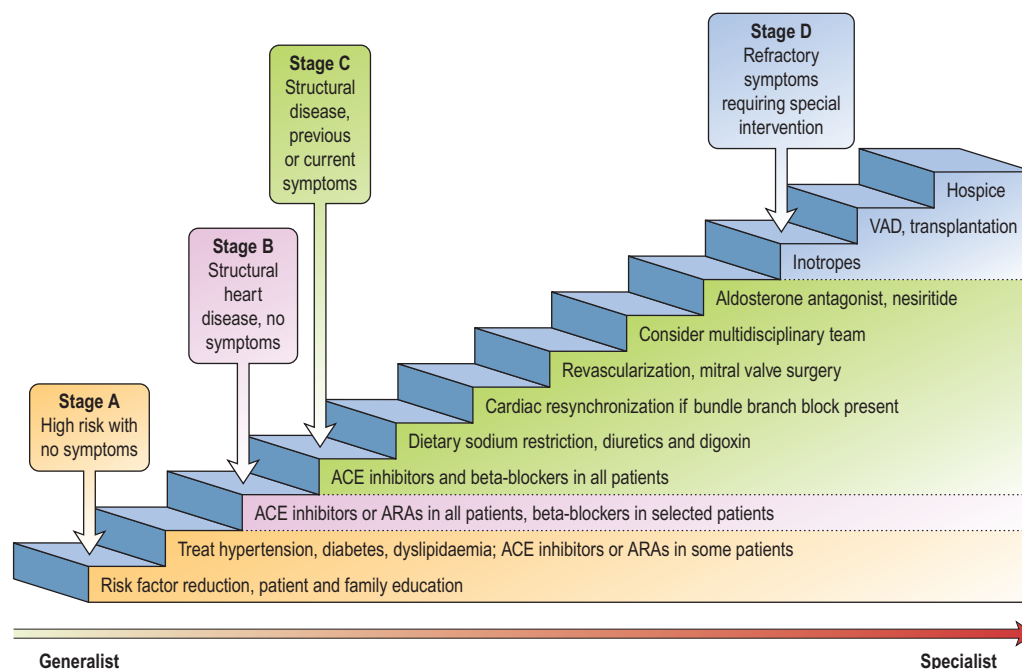 Stage D
Refractory
symptoms
requiring special
intervention
Stage C
Structural
disease,
previous
or current
symptoms
Stage B
Structural
heart
disease, no
symptoms
Stage A
High risk with
no symptoms
Hospice
VAD, transplantation
Inotropes
Aldosterone antagonist, nesiritide
Consider multidisciplinary team
Revascularization, mitral valve surgery
Cardiac resynchronization if bundle branch block present
Dietary sodium restriction, diuretics and digoxin
ACE inhibitors and beta-blockers in all patients
ACE inhibitors or ARAs in all patients, beta-blockers in selected patients
Treat hypertension, diabetes, dyslipidaemia; ACE inhibitors or ARAs in some patients
Risk factor reduction, patient and family education
Generalist
Specialist